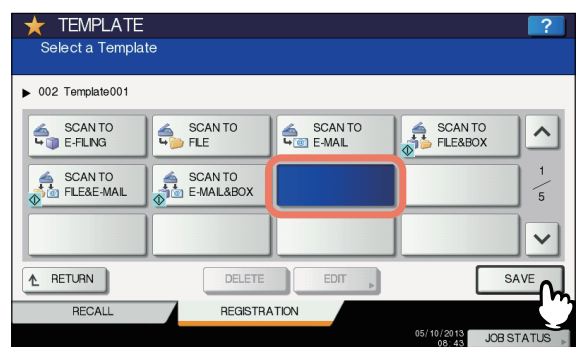 TEMPLATE
?
Select a Template
002 Template001
SCAN TO
E-FILING
SCAN TO
FILE
SCAN TO
E-MAIL
SCAN TO
FILE&BOX
SCAN TO
FILE&E-MAIL
SCAN TO
E-MAIL&BOX
1
5
RETURN
DELETE
EDIT
SAVE
RECALL
REGISTRATION
05/10/2013
08:43
JOB STATUS